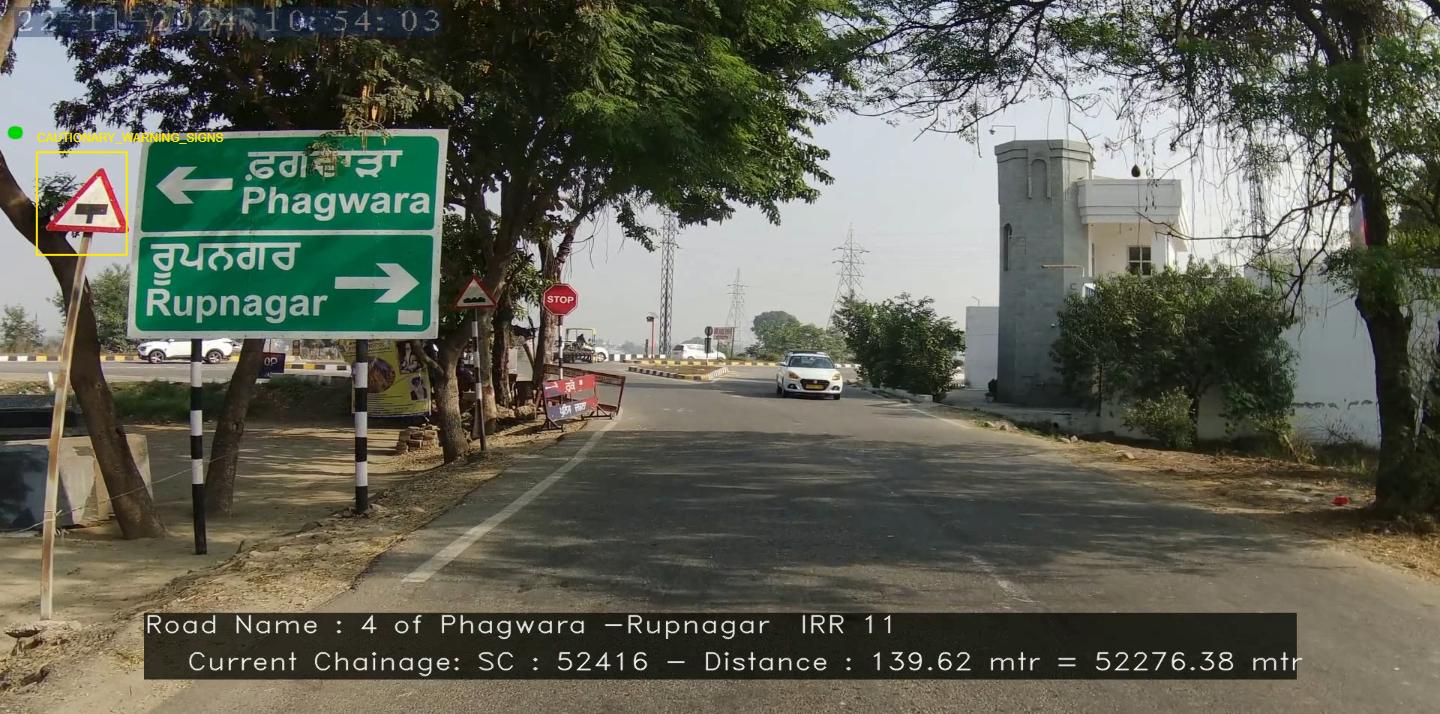 22-11-2024 10:54:03
CAUTIONARY_WARNING_SIGNS
ਫ਼ਗਵਾੜਾ
Phagwara
ਰੂਪਨਗਰ
Rupnagar
STOP
ਰੁਕੋ
Road Name : 4 of Phagwara -Rupnagar IRR 11
Current Chainage: SC : 52416 - Distance : 139.62 mtr = 52276.38 mtr